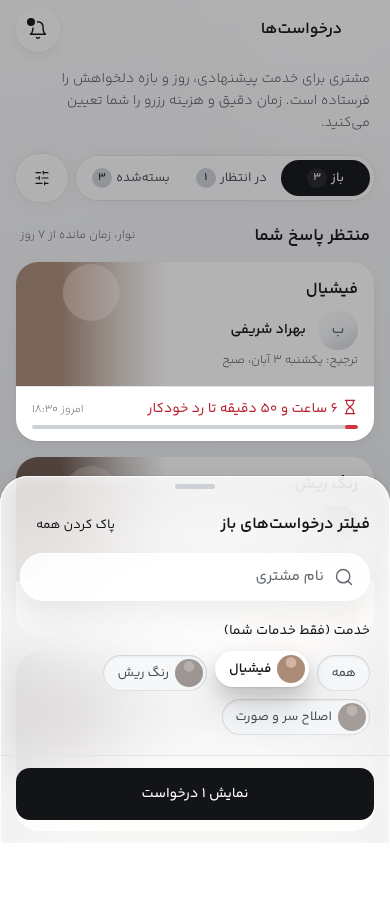 درخواست‌ها
مشتری برای خدمت پیشنهادی، روز و بازه دلخواهش را
فرستاده است. زمان دقیق و هزینه رزرو را شما تعیین
می‌کنید.
باز ۳
در انتظار ۱
بسته‌شده ۳
منتظر پاسخ شما
نوار، زمان مانده از ۷ روز
فیشیال
ب
بهراد شریفی
ترجیح: یکشنبه ۳ آبان، صبح
۶ ساعت و ۵۰ دقیقه تا رد خودکار
امروز ۱۸:۳۰
رنگ ریش
فیلتر درخواست‌های باز
پاک کردن همه
نام مشتری
خدمت (فقط خدمات شما)
همه
فیشیال
رنگ ریش
اصلاح سر و صورت
نمایش ۱ درخواست